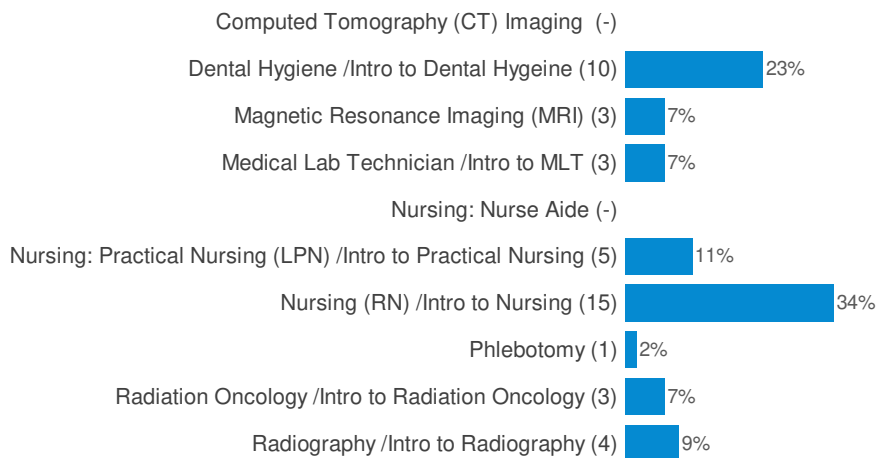 Computed Tomography (CT) Imaging (-)
Dental Hygiene /Intro to Dental Hygeine (10) 23%
Magnetic Resonance Imaging (MRI) (3) 7%
Medical Lab Technician /Intro to MLT (3) 7%
Nursing: Nurse Aide (-)
Nursing: Practical Nursing (LPN) /Intro to Practical Nursing (5) 11%
Nursing (RN) /Intro to Nursing (15) 34%
Phlebotomy (1) 2%
Radiation Oncology /Intro to Radiation Oncology (3) 7%
Radiography /Intro to Radiography (4) 9%